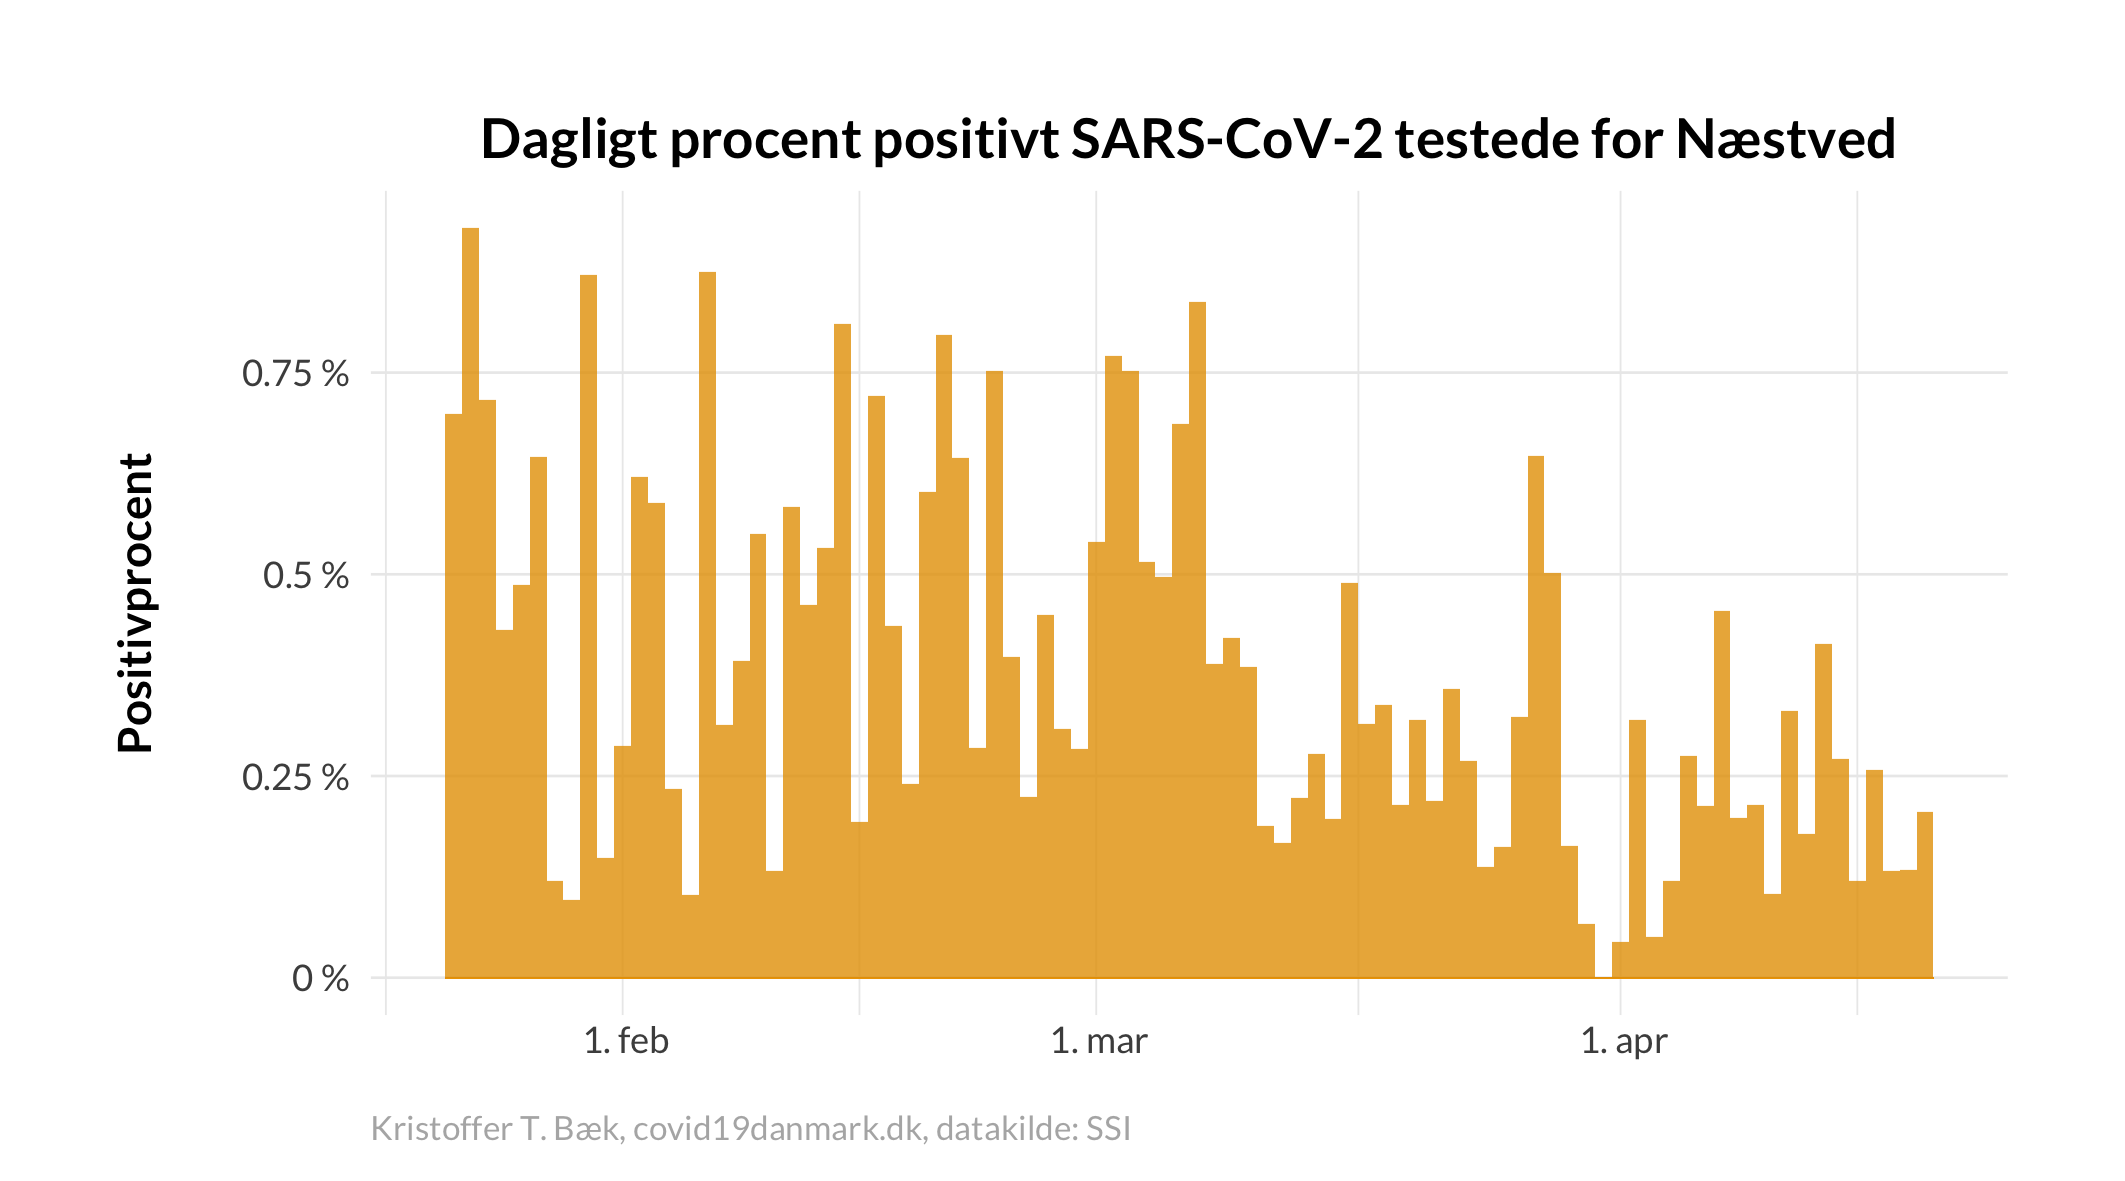 Dagligt procent positivt SARS-CoV-2 testede for Næstved
Positivprocent
0.75 %
0.5 %
0.25 %
0 %
1. feb
1. mar
1. apr
Kristoffer T. Bæk, covid19danmark.dk, datakilde: SSI